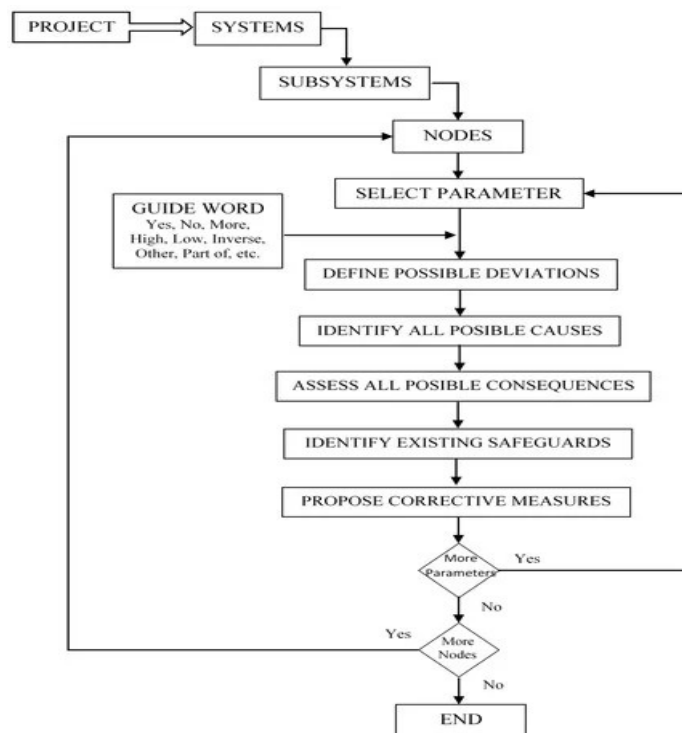 PROJECT
SYSTEMS
SUBSYSTEMS
NODES
SELECT PARAMETER
GUIDE WORD
Yes, No, More,
High, Low, Inverse,
Other, Part of, etc.
DEFINE POSSIBLE DEVIATIONS
IDENTIFY ALL POSIBLE CAUSES
ASSESS ALL POSIBLE CONSEQUENCES
IDENTIFY EXISTING SAFEGUARDS
PROPOSE CORRECTIVE MEASURES
More
Parameters
Yes
No
Yes
More
Nodes
No
END